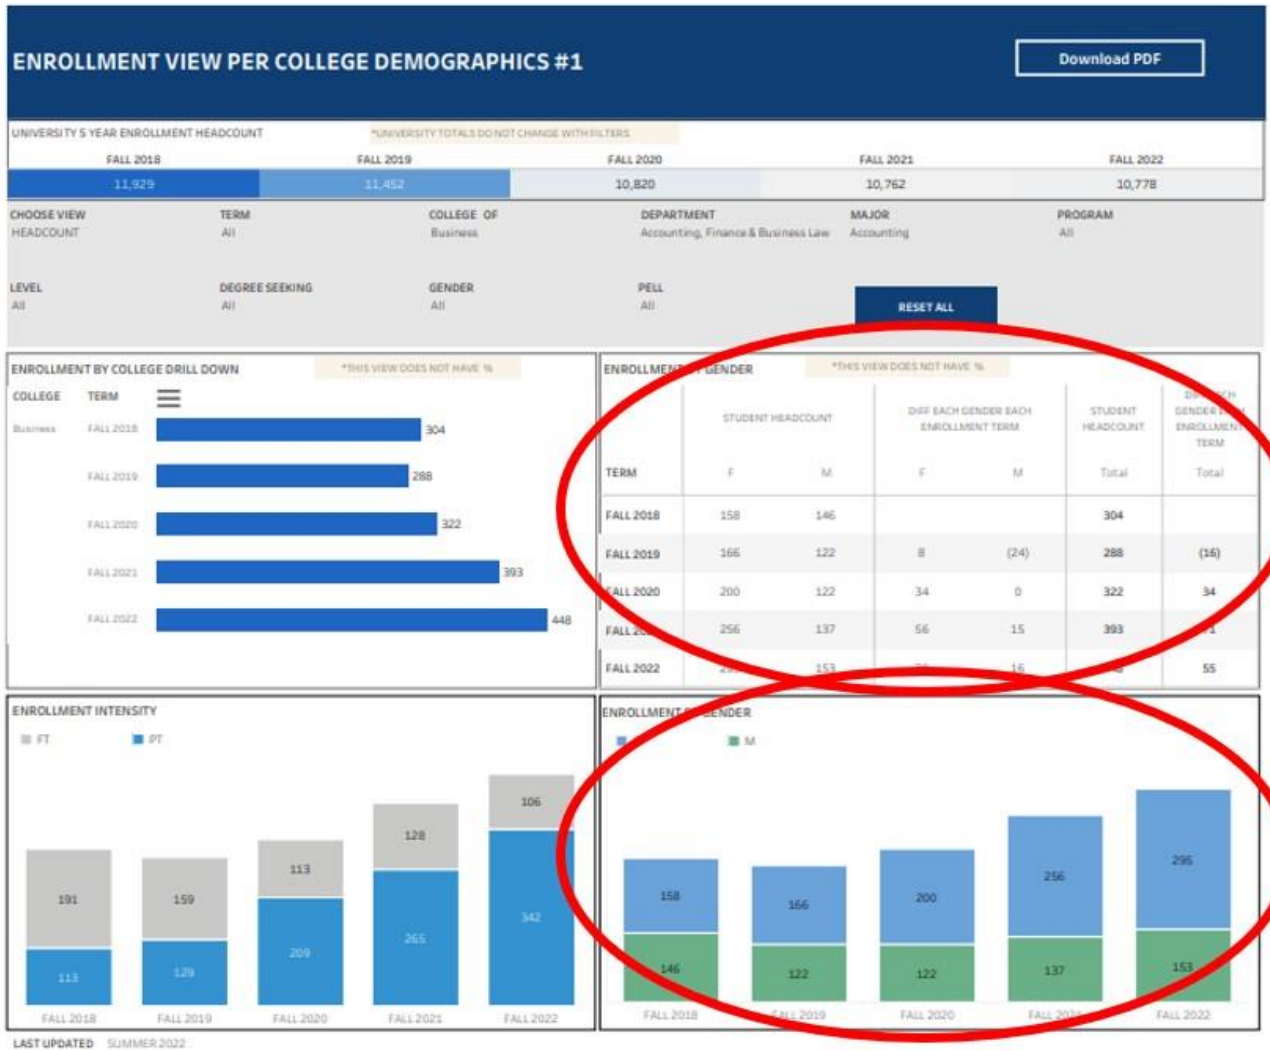 ENROLLMENT VIEW PER COLLEGE DEMOGRAPHICS #1
Download PDF
UNIVERSITY 5 YEAR ENROLLMENT HEADCOUNT *UNIVERSITY TOTALS DO NOT CHANGE WITH FILTERS
FALL 2018 FALL 2019 FALL 2020 FALL 2021 FALL 2022
11,929 11,452 10,820 10,762 10,778
CHOOSE VIEW TERM COLLEGE OF DEPARTMENT MAJOR PROGRAM
HEADCOUNT All Business Accounting, Finance & Business Law Accounting All
LEVEL DEGREE SEEKING GENDER PELL
All All All All
RESET ALL
ENROLLMENT BY COLLEGE DRILL DOWN *THIS VIEW DOES NOT HAVE %
COLLEGE TERM
Business FALL 2018 304
FALL 2019 288
FALL 2020 322
FALL 2021 393
FALL 2022 448
ENROLLMENT GENDER *THIS VIEW DOES NOT HAVE %
STUDENT HEADCOUNT
DIFF EACH GENDER EACH
ENROLLMENT TERM
STUDENT
HEADCOUNT
GENDER
ENROLLMENT
TERM
TERM F M F M Total Total
FALL 2018 158 146 304
FALL 2019 166 122 8 (24) 288 (16)
FALL 2020 200 122 34 0 322 34
FALL 256 137 56 15 393
FALL 2022 153 16 55
ENROLLMENT INTENSITY
FT PT
191 159 113 128 106
113 129 209 265 342
FALL 2018 FALL 2019 FALL 2020 FALL 2021 FALL 2022
ENROLLMENT GENDER
M
158 166 200 256 295
146 122 122 137 153
FALL 2018 FALL 2019 FALL 2020 FALL FALL 2022
LAST UPDATED SUMMER 2022